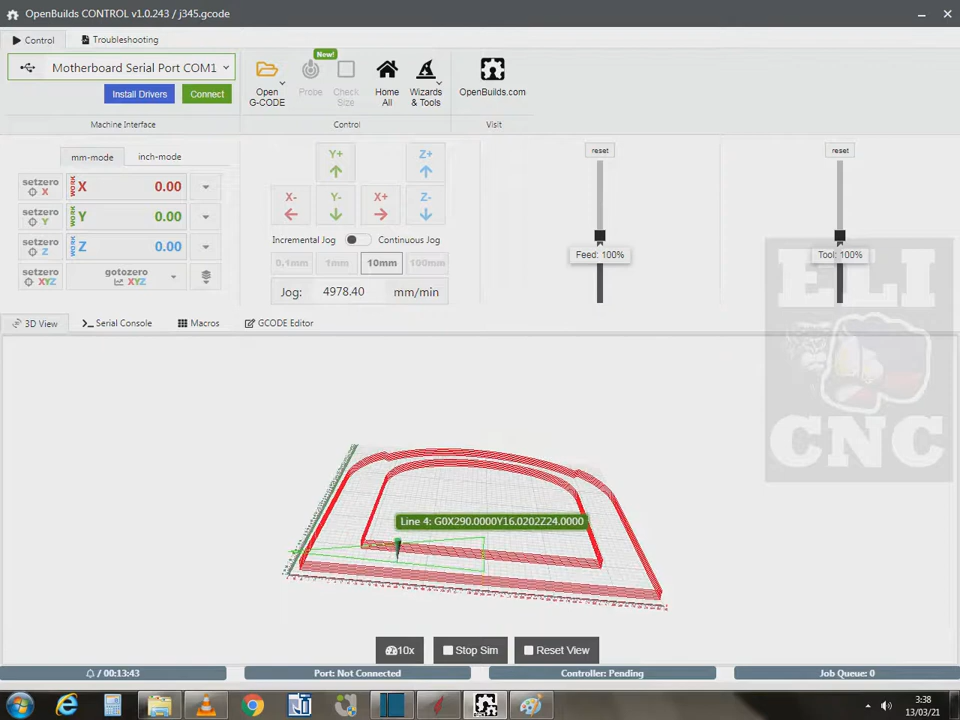 OpenBuilds CONTROL v1.0.243 / j345.gcode
Control
Troubleshooting
Motherboard Serial Port COM1
Install Drivers
Connect
Machine Interface
Open
G-CODE
New!
Probe
Check
Size
Home
All
Wizards
& Tools
Control
OpenBuilds.com
Visit
mm-mode
inch-mode
setzero
X
WORK
X
0.00
setzero
Y
WORK
Y
0.00
setzero
Z
WORK
Z
0.00
setzero
XYZ
gotozero
XYZ
Y+
Z+
X-
Y-
X+
Z-
Incremental Jog
Continuous Jog
0.1mm
1mm
10mm
100mm
Jog:
4978.40
mm/min
reset
Feed: 100%
reset
Tool: 100%
ELI
CNC
3D View
Serial Console
Macros
GCODE Editor
Line 4: G0X290.0000Y16.0202Z24.0000
10x
Stop Sim
Reset View
/ 00:13:43
Port: Not Connected
Controller: Pending
Job Queue: 0
3:38
13/03/21